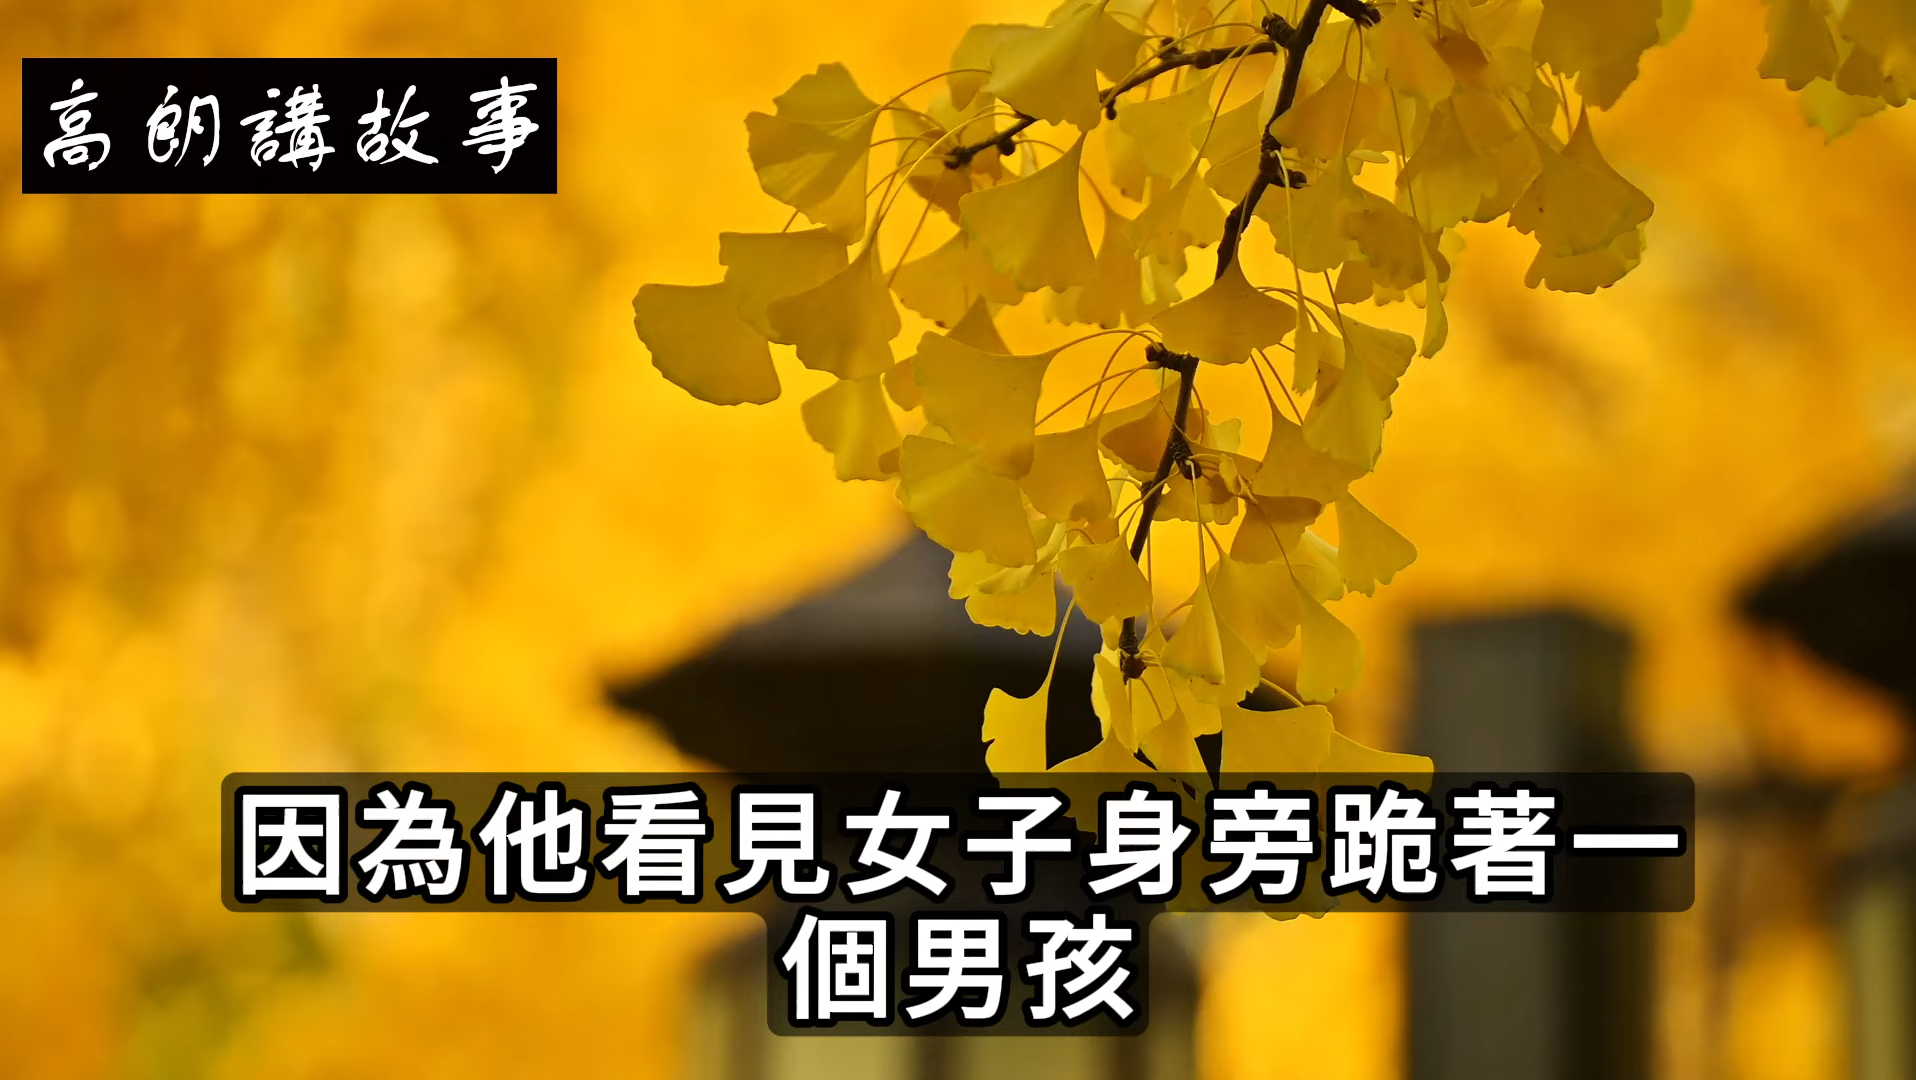 高朗講故事
因為他看見女子身旁跪著一
個男孩